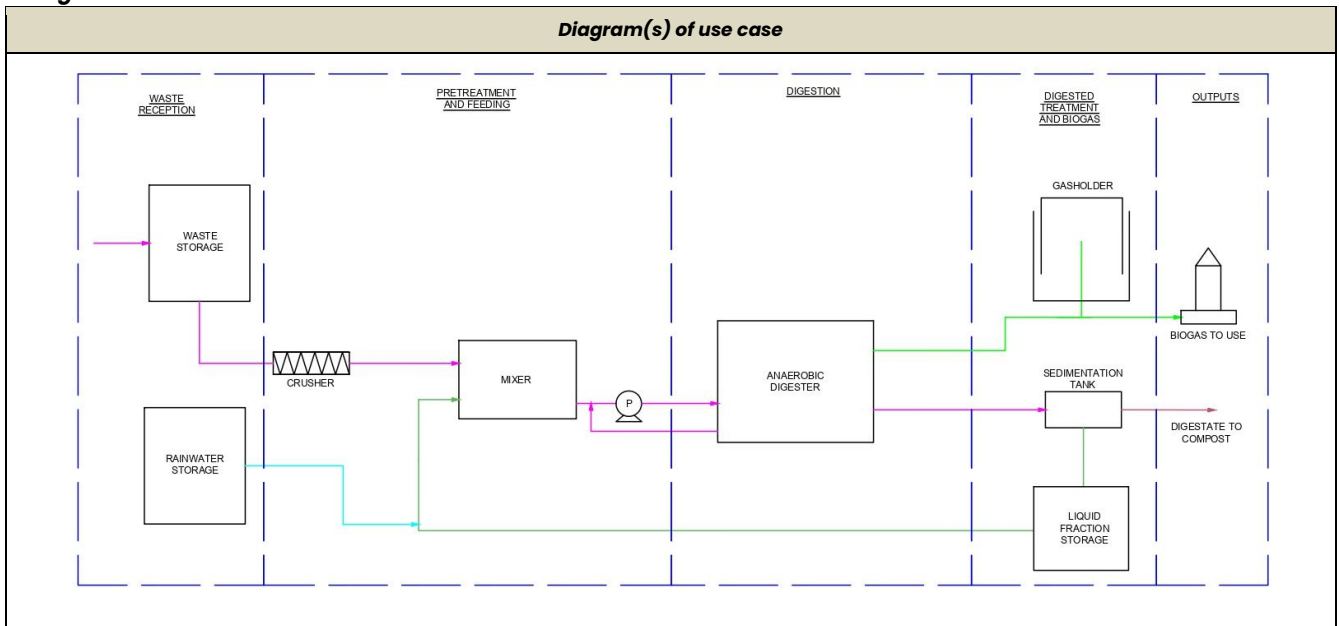 Diagram(s) of use case
WASTE
RECEPTION
PRETREATMENT
AND FEEDING
DIGESTION
DIGESTED
TREATMENT
AND BIOGAS
OUTPUTS
GASHOLDER
WASTE
STORAGE
BIOGAS TO USE
CRUSHER
MIXER
P
ANAEROBIC
DIGESTER
SEDIMENTATION
TANK
DIGESTATE TO
COMPOST
RAINWATER
STORAGE
LIQUID
FRACTION
STORAGE